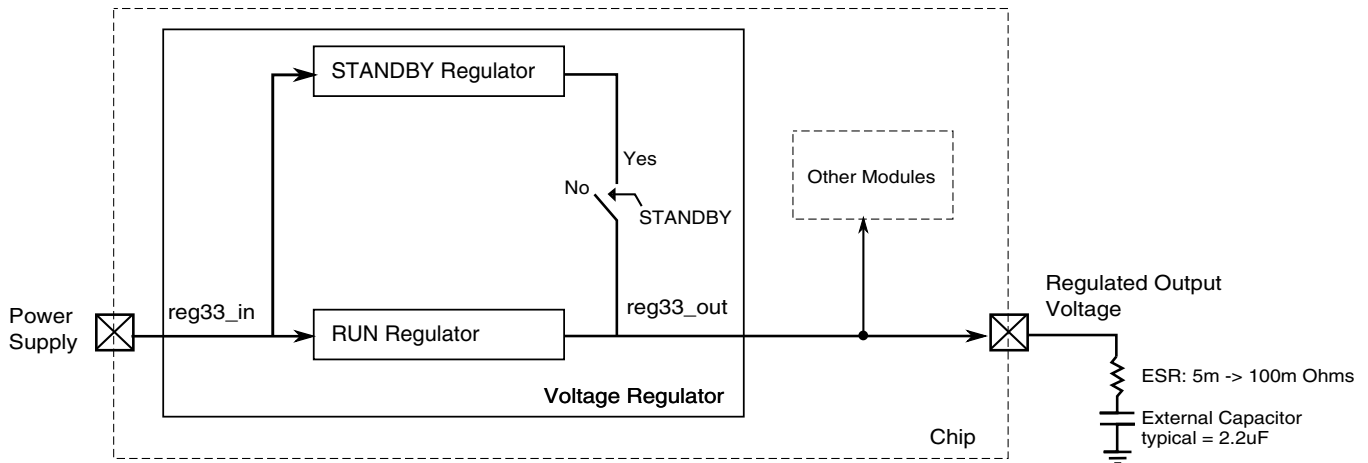 STANDBY Regulator
Yes
No
STANDBY
Other Modules
Power
Supply
reg33_in
RUN Regulator
reg33_out
Regulated Output
Voltage
Voltage Regulator
ESR: 5m -> 100m Ohms
External Capacitor
typical = 2.2uF
Chip